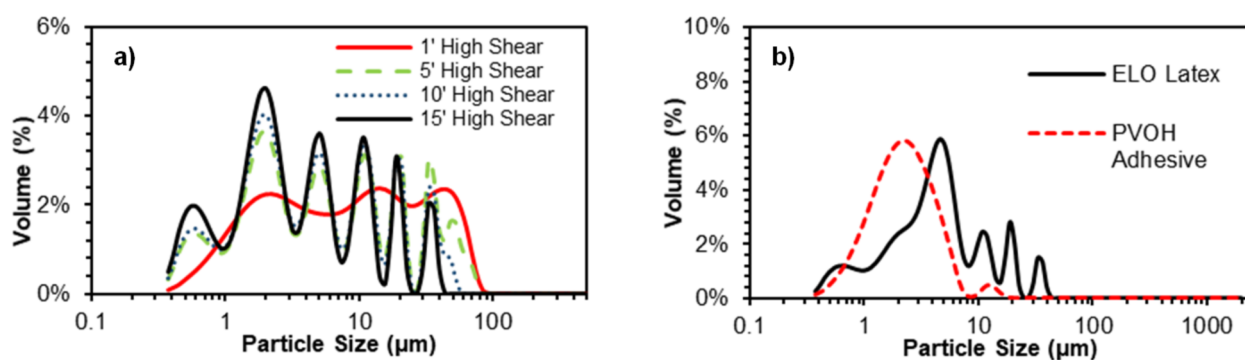 a)
6%
4%
2%
0%
Volume (%)
1' High Shear
5' High Shear
10' High Shear
15' High Shear
0.1 1 10 100
Particle Size (µm)
b)
10%
8%
6%
4%
2%
0%
Volume (%)
ELO Latex
PVOH
Adhesive
0.1 1 10 100 1000
Particle Size (µm)